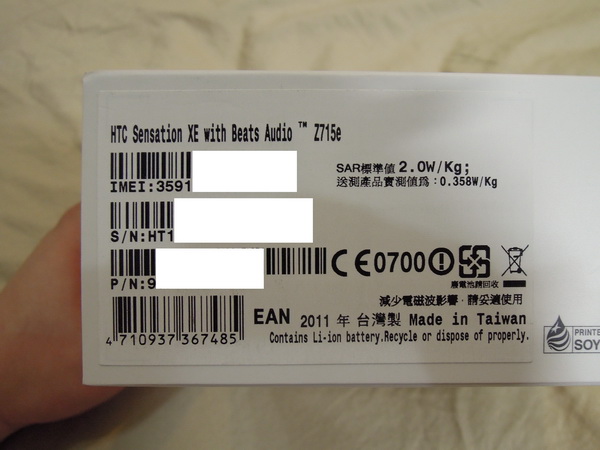 HTC Sensation XE with Beats Audio ™ Z715e
IMEI:3591
SAR標準值 2.0W/Kg;
送測產品實測值為：0.358W/Kg
S/N:HT1
P/N:9
CE0700
廢電池請回收
減少電磁波影響，請妥適使用
4 710937 367485
EAN 2011 年 台灣製 Made in Taiwan
Contains Li-ion battery.Recycle or dispose of properly.
PRINTE
SOY